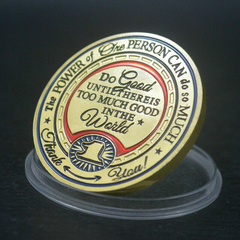 The POWER of One PERSON CAN do so MUCH
Do Good
UNTIL THERE IS
TOO MUCH GOOD
IN THE
World
1
Thank You!